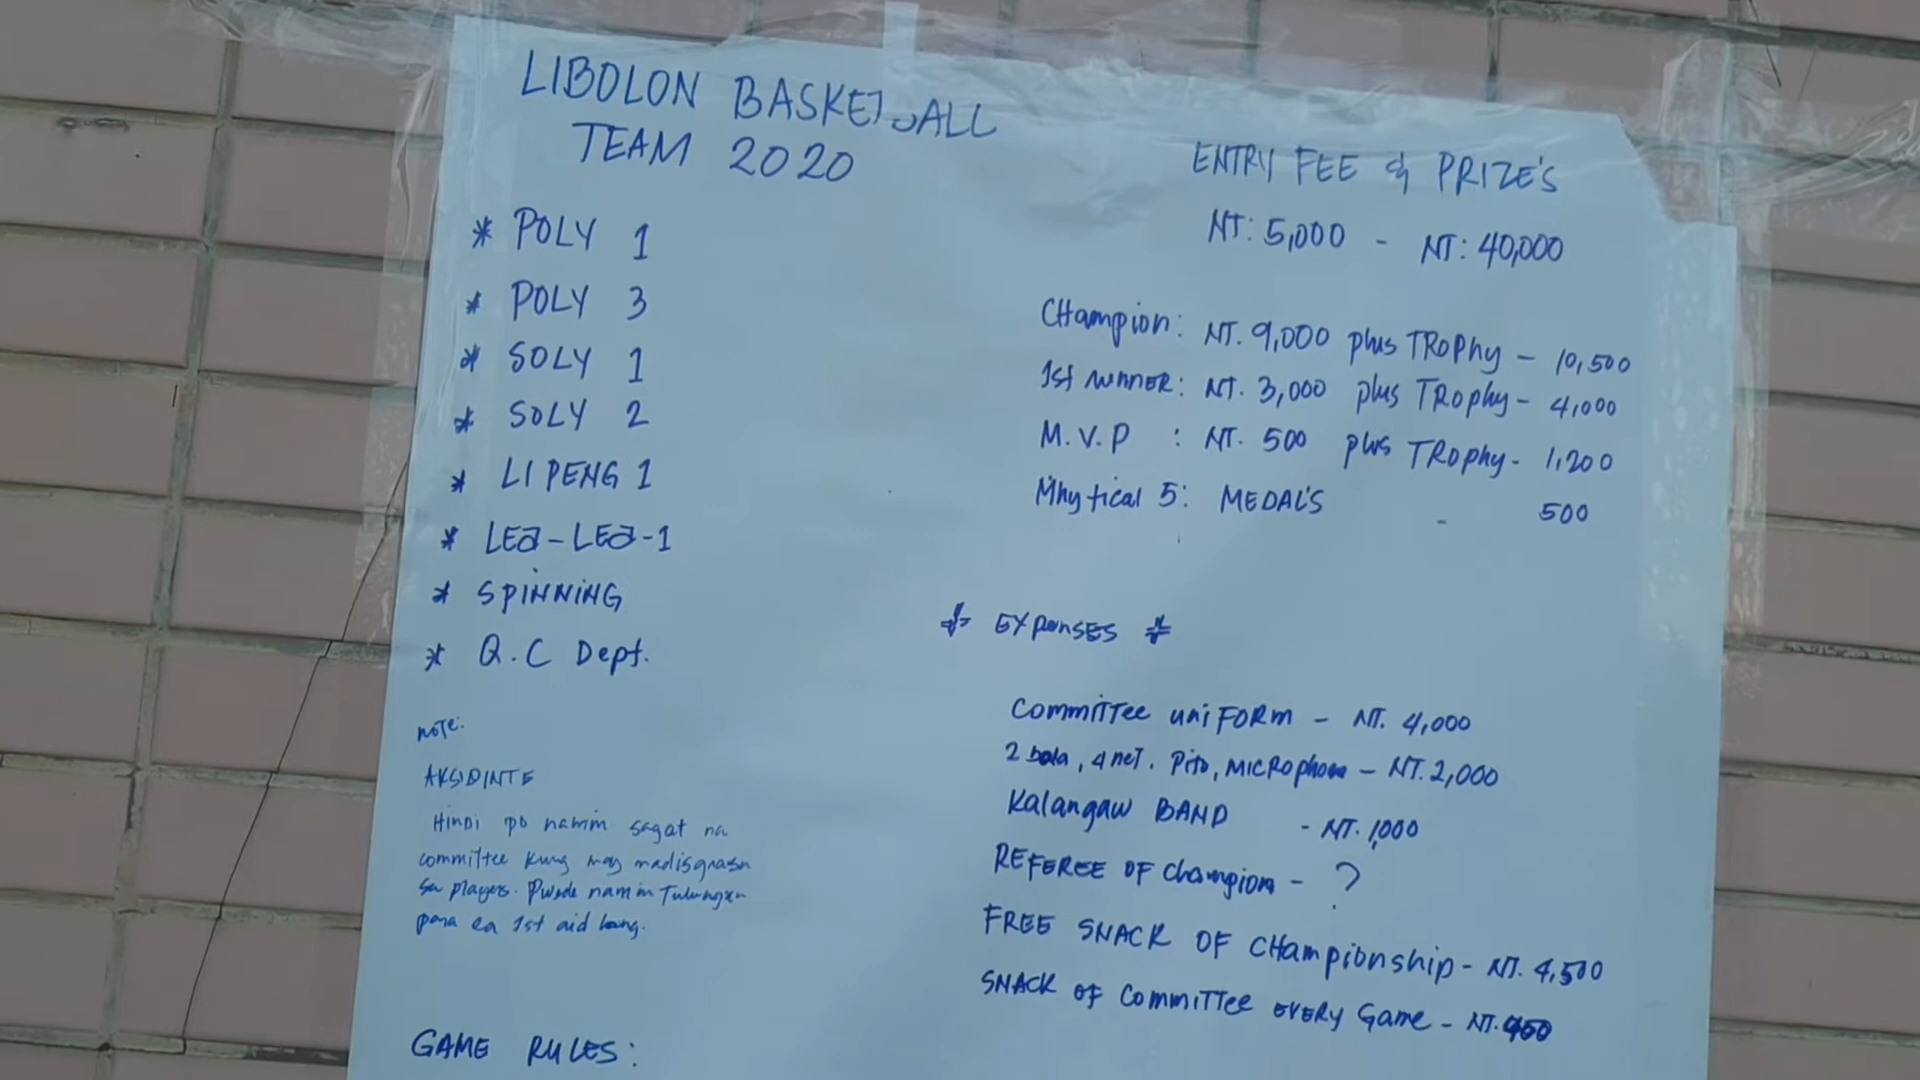 LIBOLON BASKETBALL
TEAM 2020
* POLY 1
* POLY 3
* SOLY 1
* SOLY 2
* LI PENG 1
* LEA-LEA-1
* SPINNING
* Q.C Dept.
note:
AKSIDINTE
Hindi po namin sagot na
committee kung may madisgrasya
sa players. Pwede namin Tulungan
para sa 1st aid lang.
GAME RULES:
ENTRY FEE & PRIZE'S
NT: 5,000 - NT: 40,000
CHampion: NT. 9,000 plus TROPhy - 10,500
1st RUNNER: NT. 3,000 plus TROphy - 4,000
M.V.P : NT. 500 plus TROphy - 1,200
Mhytical 5: MEDAL'S - 500
* EXPenSES *
COMMITTee uniFORM - NT. 4,000
2 bola, 4 net. Pito, MICROphone - NT. 2,000
Kalangaw BAND - NT. 1,000
REFEREE OF Champion - ?
FREE SNACK OF CHAmpionship - NT. 4,500
SNACK OF COMMITTee EVERY Game - NT.